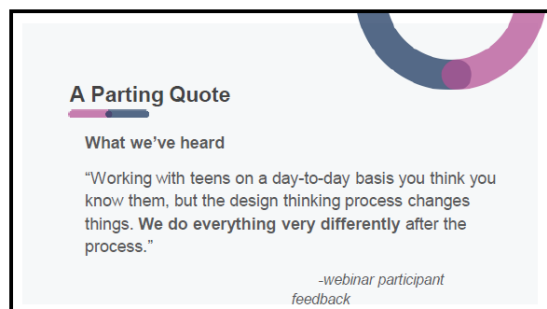 A Parting Quote
What we've heard
“Working with teens on a day-to-day basis you think you
know them, but the design thinking process changes
things. We do everything very differently after the
process.”
-webinar participant
feedback